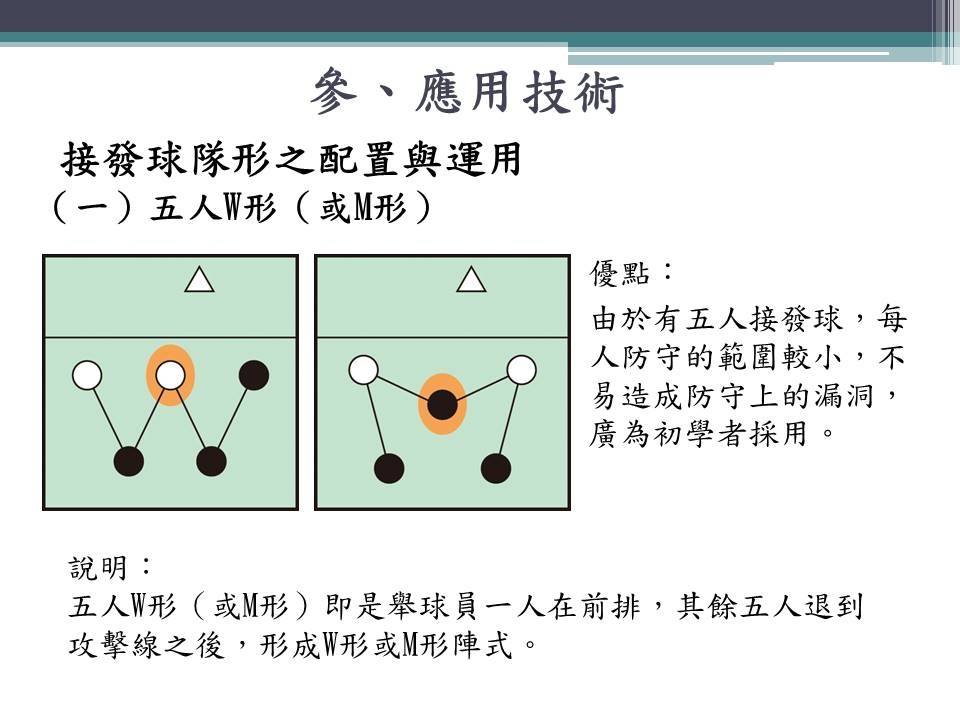 參、應用技術
接發球隊形之配置與運用
（一）五人W形（或M形）
優點：
由於有五人接發球，每
人防守的範圍較小，不
易造成防守上的漏洞，
廣為初學者採用。
說明：
五人W形（或M形）即是舉球員一人在前排，其餘五人退到
攻擊線之後，形成W形或M形陣式。